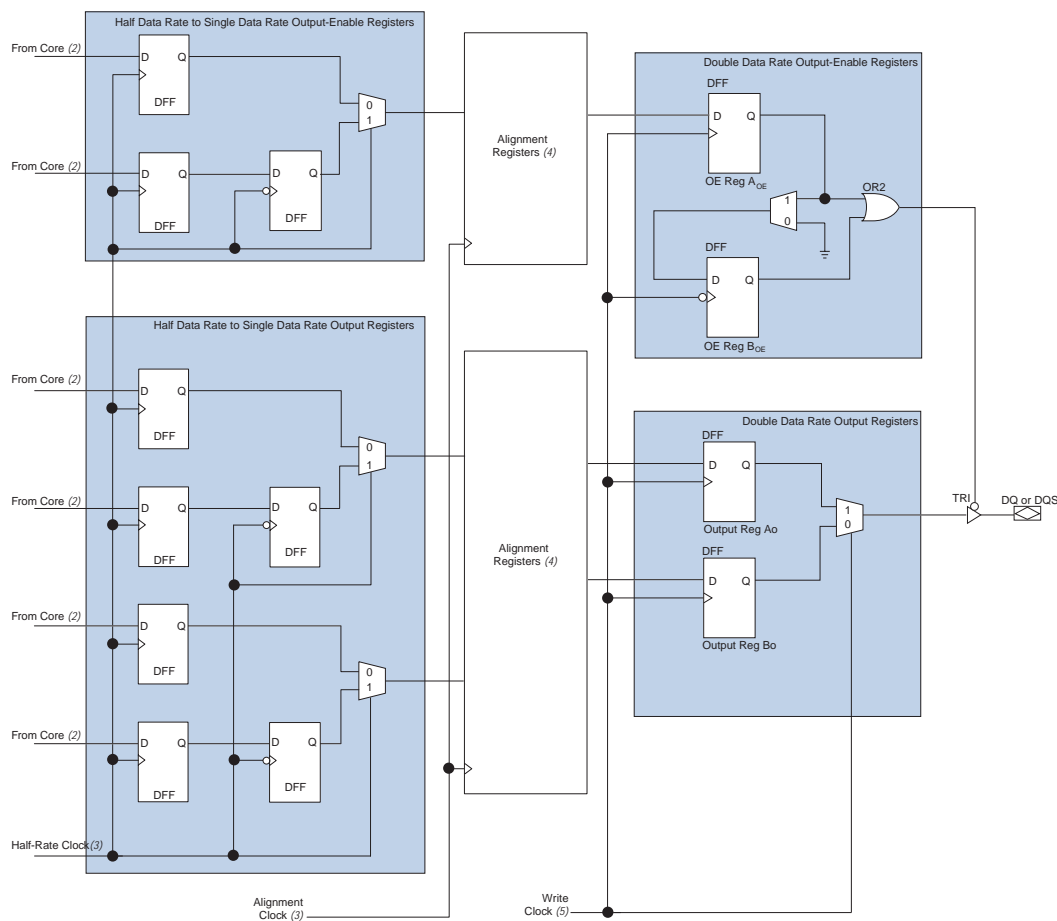 Half Data Rate to Single Data Rate Output-Enable Registers
From Core (2)
D Q
DFF
From Core (2)
D Q
DFF
D Q
DFF
0
1
Alignment
Registers (4)
Double Data Rate Output-Enable Registers
DFF
D Q
OE Reg AOE
1
0
OR2
DFF
D Q
OE Reg BOE
Half Data Rate to Single Data Rate Output Registers
From Core (2)
D Q
DFF
From Core (2)
D Q
DFF
D Q
DFF
0
1
From Core (2)
D Q
DFF
From Core (2)
D Q
DFF
D Q
DFF
0
1
Alignment
Registers (4)
Double Data Rate Output Registers
DFF
D Q
Output Reg Ao
DFF
D Q
Output Reg Bo
1
0
TRI
DQ or DQS
Half-Rate Clock(3)
Alignment
Clock (3)
Write
Clock (5)